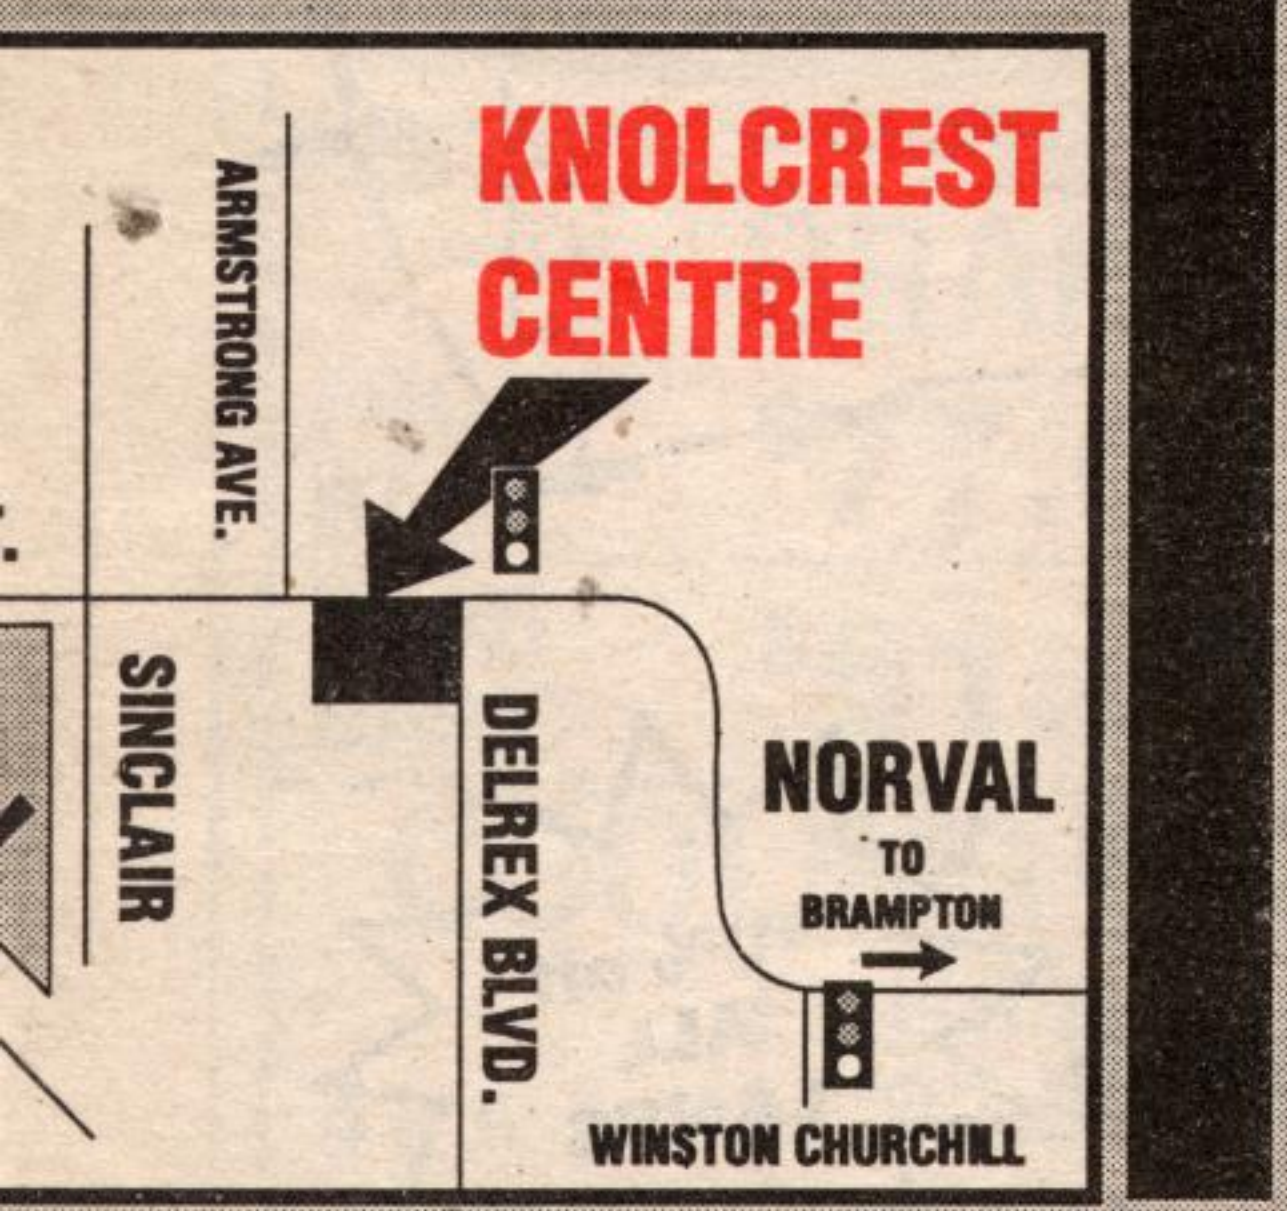 KNOLCREST
CENTRE
ARMSTRONG AVE.
SINCLAIR
DELREX BLVD.
NORVAL
TO
BRAMPTON
WINSTON CHURCHILL